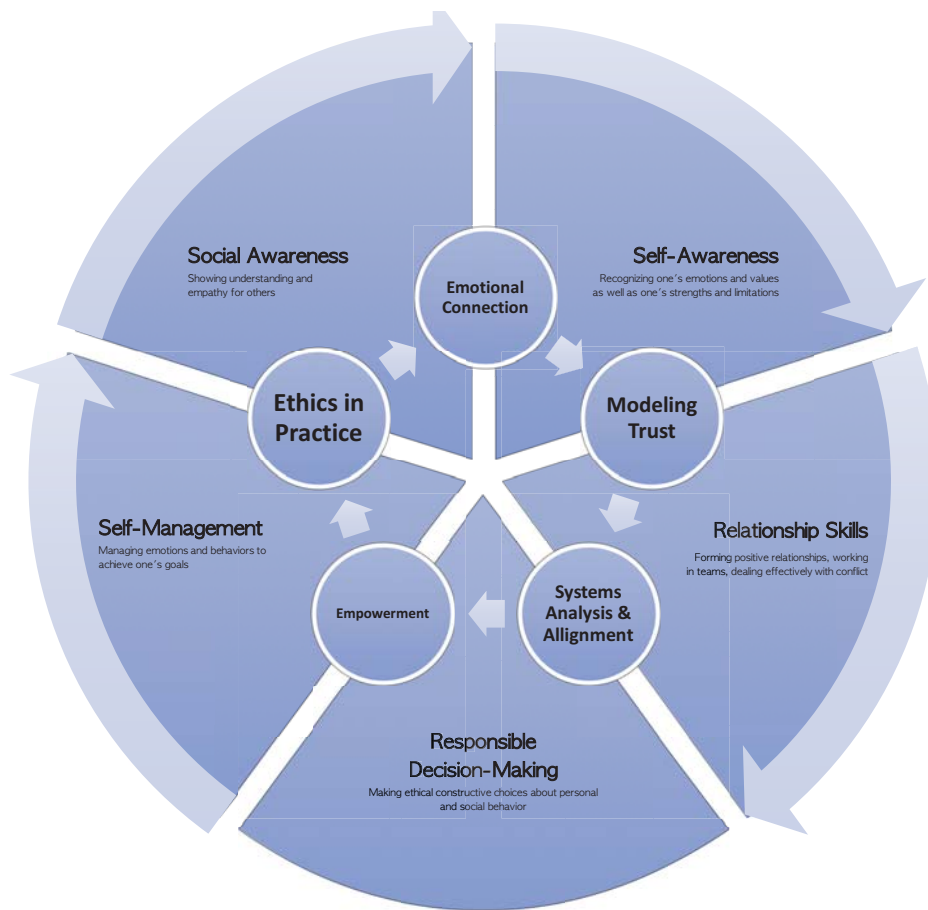 Social Awareness
Showing understanding and
empathy for others
Emotional
Connection
Self-Awareness
Recognizing one´s emotions and values
as well as one´s strengths and limitations
Ethics in
Practice
Modeling
Trust
Self-Management
Managing emotions and behaviors to
achieve one´s goals
Relationship Skills
Forming positive relationships, working
in teams, dealing effectively with conflict
Empowerment
Systems
Analysis &
Allignment
Responsible
Decision-Making
Making ethical constructive choices about personal
and social behavior